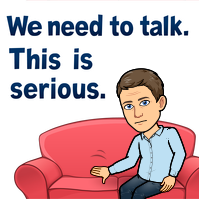 We need to talk.
This is
serious.